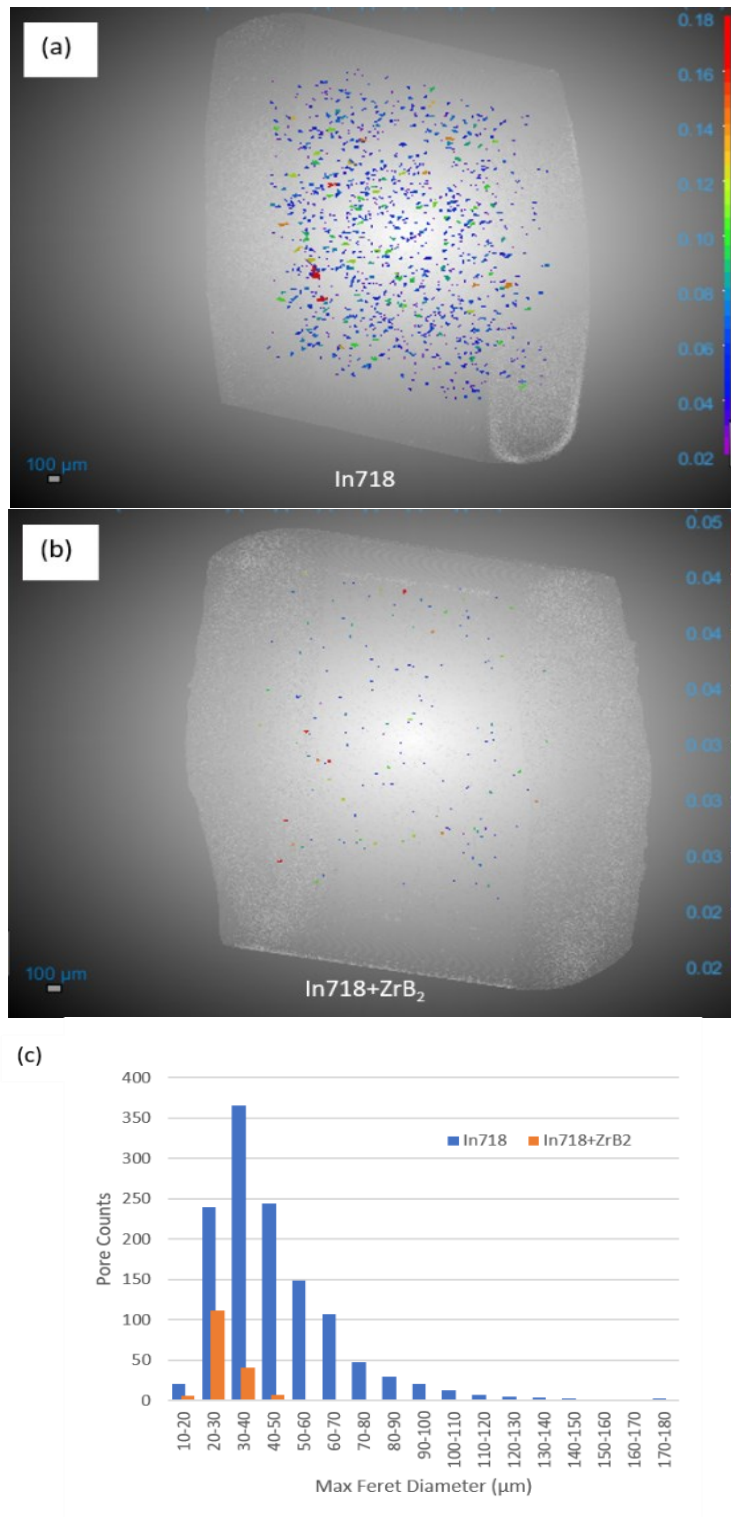 (a)
0.18
0.16
0.14
0.12
0.10
0.08
0.06
0.04
0.02
100 µm
In718
(b)
0.05
0.04
0.04
0.04
0.03
0.03
0.03
0.02
0.02
100 µm
In718+ZrB₂
(c)
400
350
300
250
200
150
100
50
0
Pore Counts
In718 In718+ZrB2
10-20 20-30 30-40 40-50 50-60 60-70 70-80 80-90 90-100 100-110 110-120 120-130 130-140 140-150 150-160 160-170 170-180
Max Feret Diameter (µm)